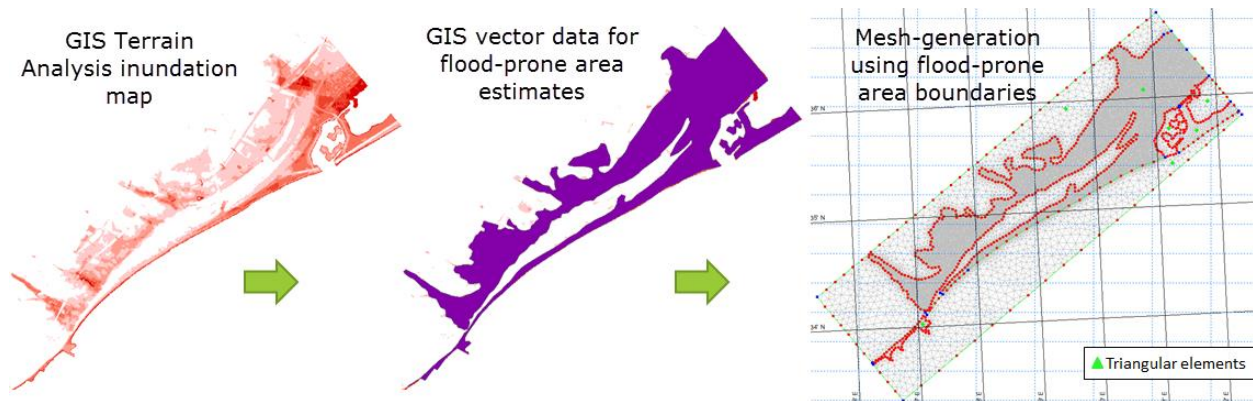 GIS Terrain
Analysis inundation
map
GIS vector data for
flood-prone area
estimates
Mesh-generation
using flood-prone
area boundaries
Triangular elements